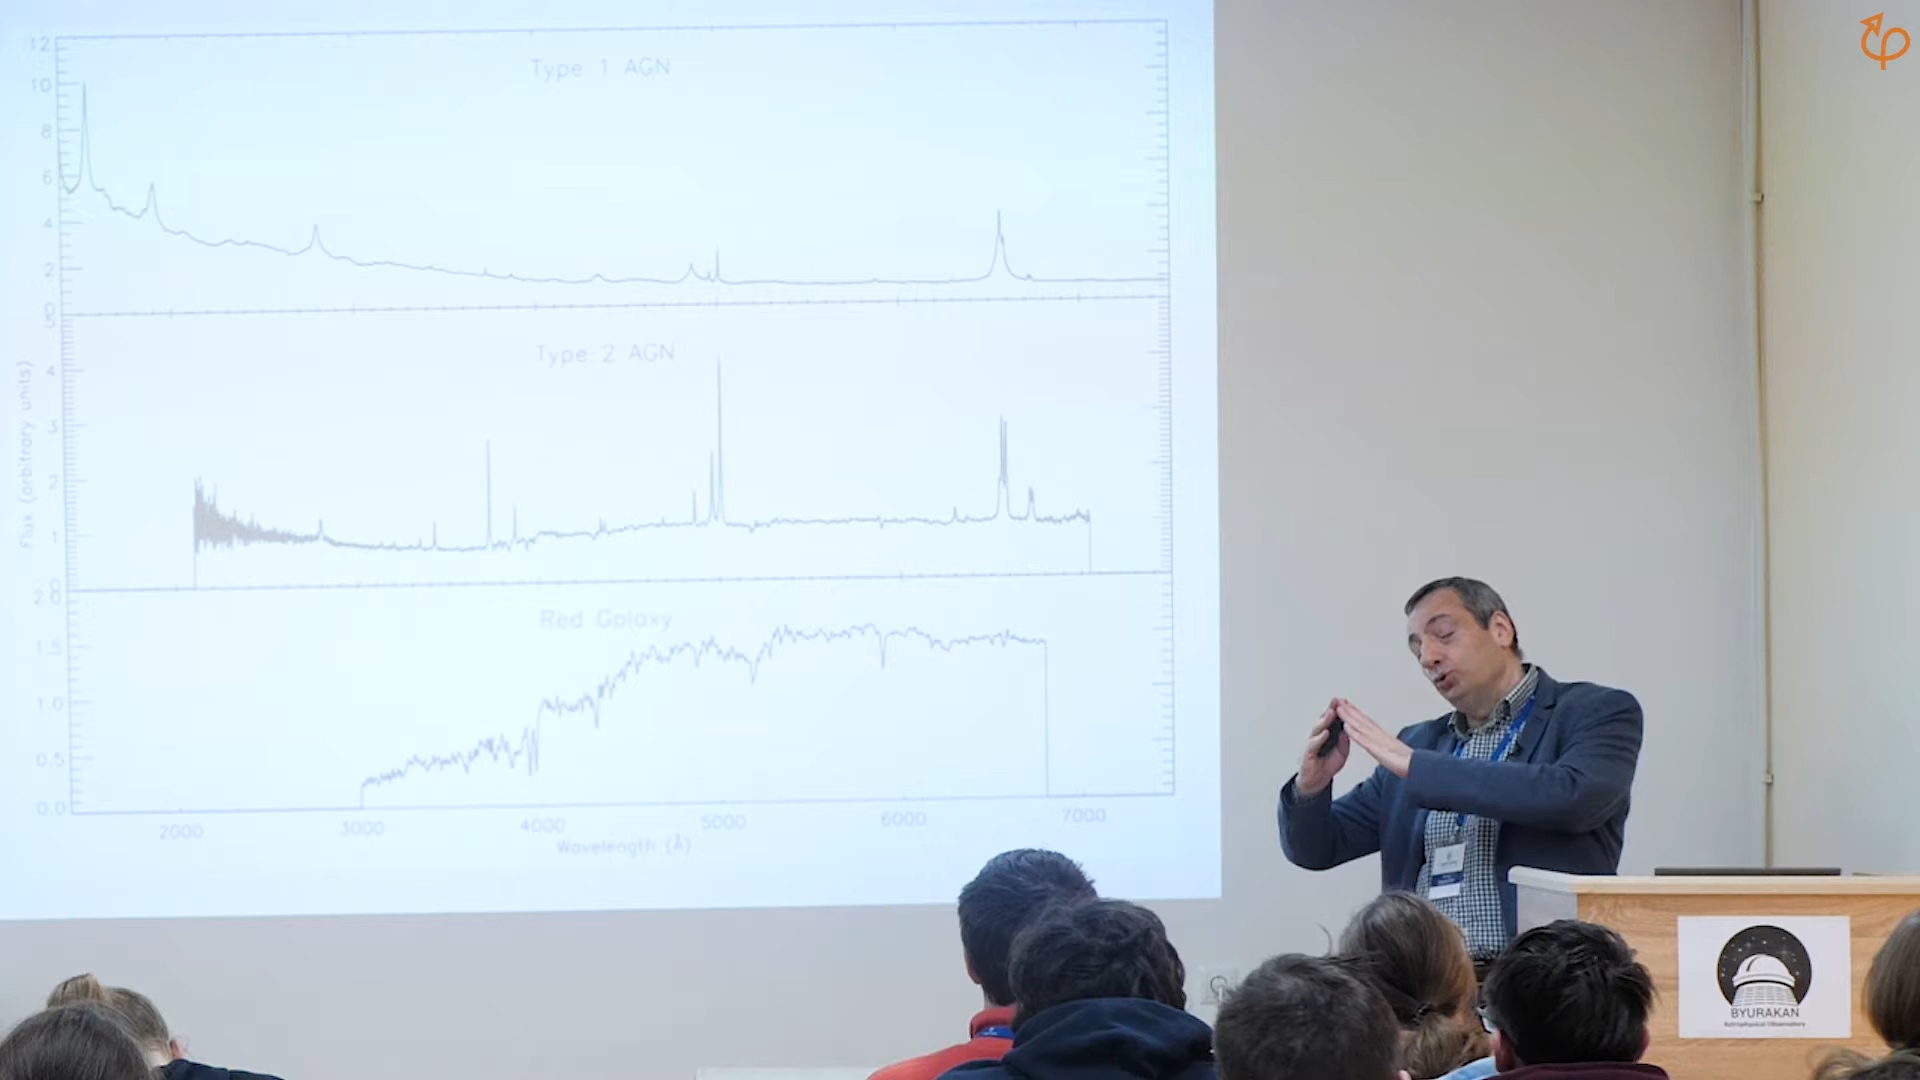 Type 1 AGN
12
10
8
6
4
2
0
Type 2 AGN
5
4
3
2
1
0
Flux (arbitrary units)
Red Galaxy
2.0
1.5
1.0
0.5
0.0
2000 3000 4000 5000 6000 7000
Wavelength (Å)
BYURAKAN
Astrophysical Observatory